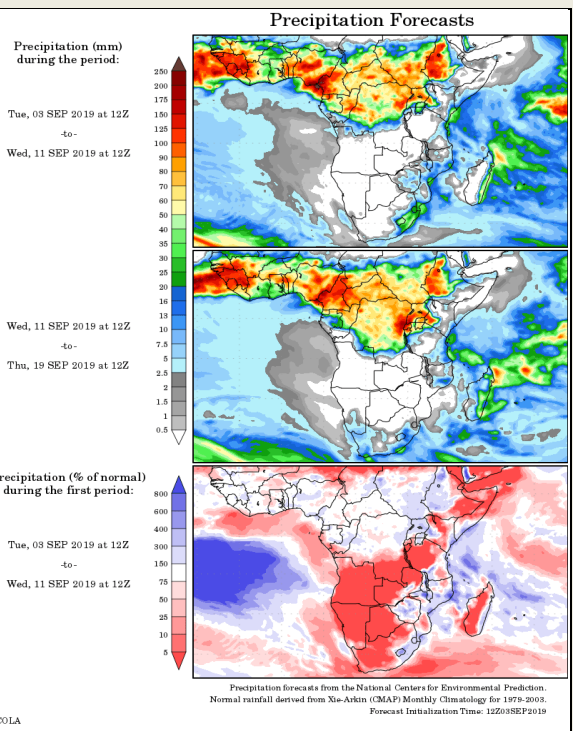 Precipitation Forecasts
Precipitation (mm)
during the period:
Tue, 03 SEP 2019 at 12Z
-to-
Wed, 11 SEP 2019 at 12Z
250
200
175
150
125
100
90
80
70
60
50
40
35
30
25
20
16
13
10
7.5
5
2.5
2
1.5
1
0.5
Wed, 11 SEP 2019 at 12Z
-to-
Thu, 19 SEP 2019 at 12Z
recipitation (% of normal)
during the first period:
Tue, 03 SEP 2019 at 12Z
-to-
Wed, 11 SEP 2019 at 12Z
800
600
400
300
150
75
50
25
10
5
Precipitation forecasts from the National Centers for Environmental Prediction.
Normal rainfall derived from Xie-Arkin (CMAP) Monthly Climatology for 1979-2003.
Forecast Initialization Time: 12Z03SEP2019
COLA